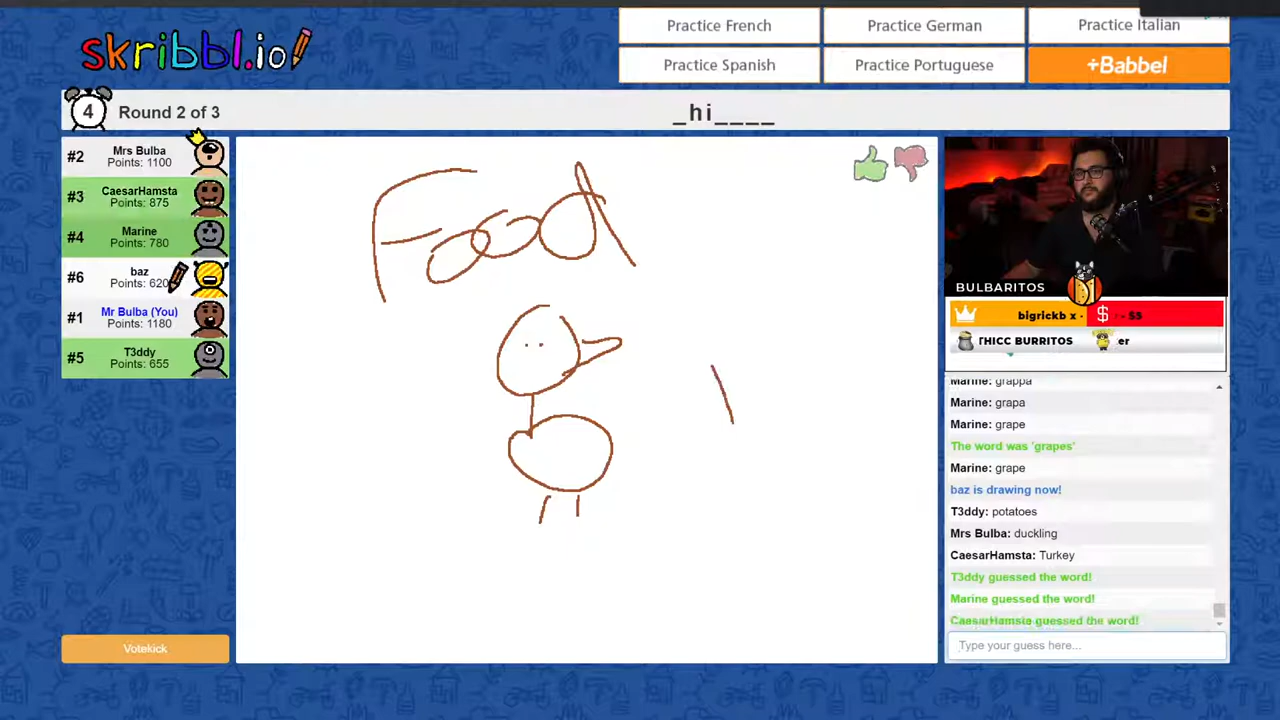 Practice French
Practice German
Practice Italian
skribbl.io
Practice Spanish
Practice Portuguese
+Babbel
4
Round 2 of 3
_hi____
#2
Mrs Bulba
Points: 1100
#3
CaesarHamsta
Points: 875
#4
Marine
Points: 780
#6
baz
Points: 620
#1
Mr Bulba (You)
Points: 1180
#5
T3ddy
Points: 655
Votekick
Food
BULBARITOS
bigrickb x -
$
- $5
THICC BURRITOS
er
Marine: grappa
Marine: grapa
Marine: grape
The word was 'grapes'
Marine: grape
baz is drawing now!
T3ddy: potatoes
Mrs Bulba: duckling
CaesarHamsta: Turkey
T3ddy guessed the word!
Marine guessed the word!
CaesarHamsta guessed the word!
Type your guess here...